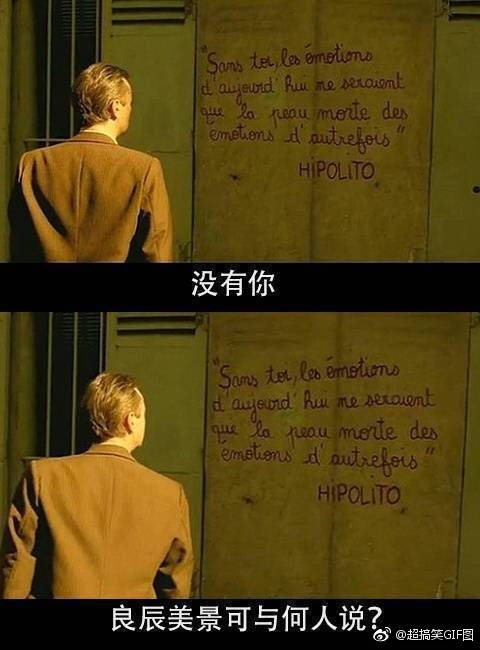 "Sans toi, les émotions
d'aujourd'hui ne seraient
que la peau morte des
émotions d'autrefois"
HIPOLITO
没有你
"Sans toi, les émotions
d'aujourd'hui ne seraient
que la peau morte des
émotions d'autrefois"
HIPOLITO
良辰美景可与何人说?
@超搞笑GIF图